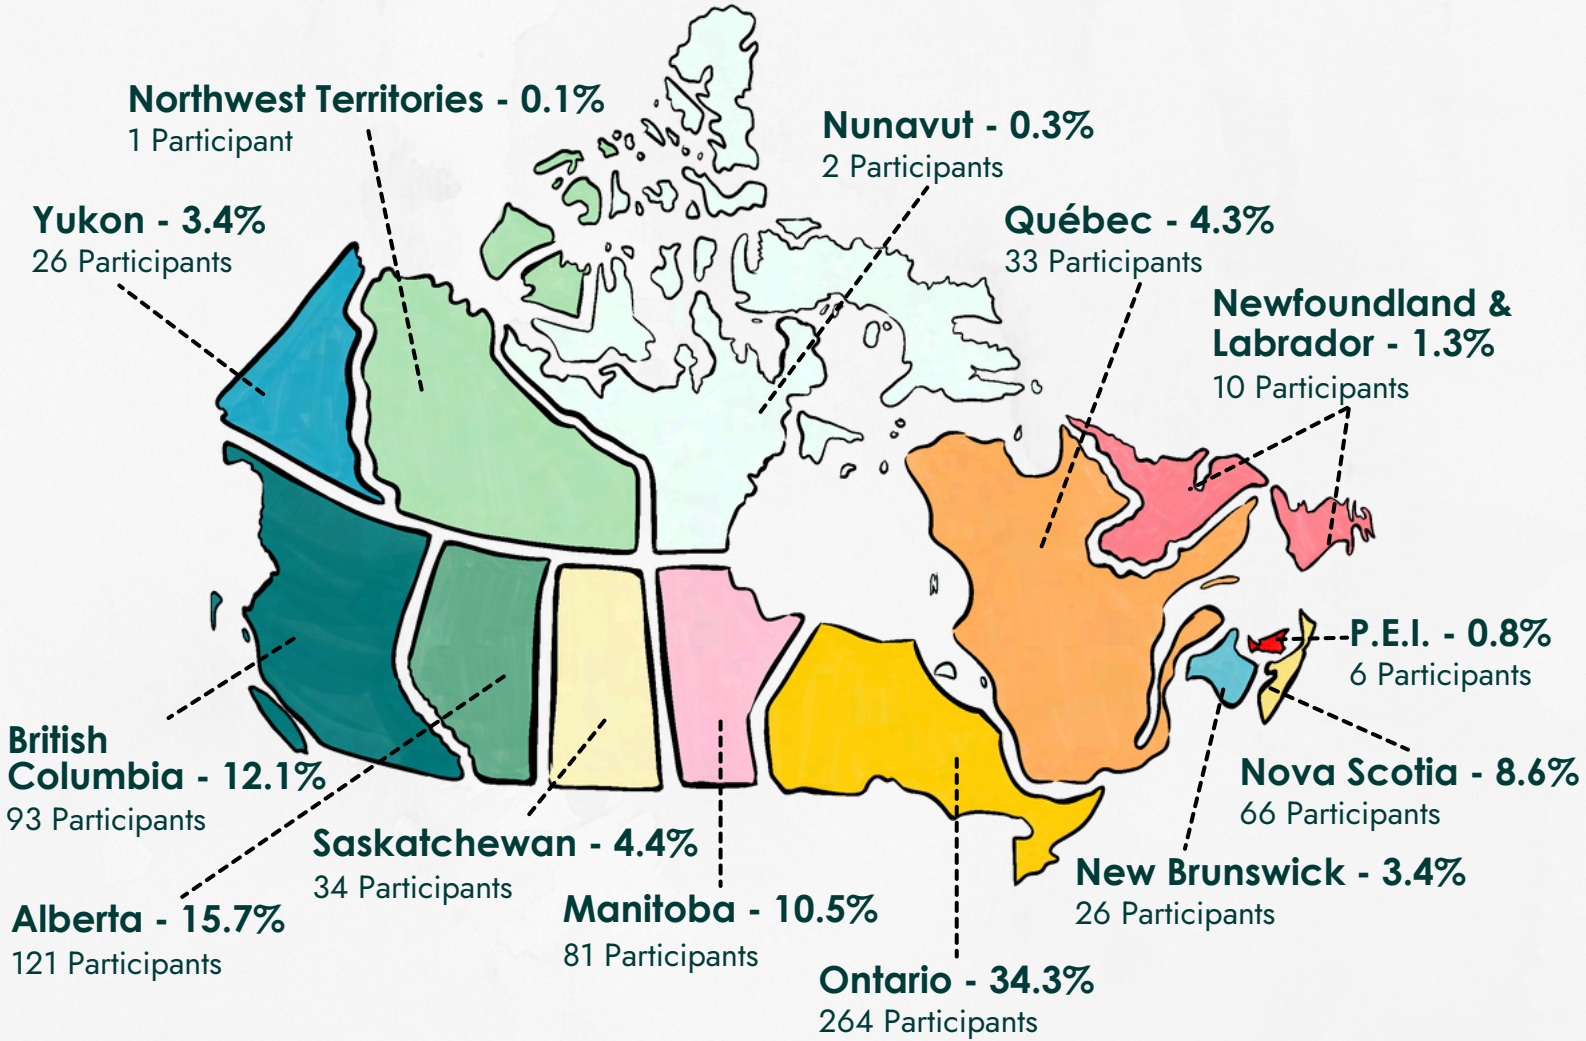 Northwest Territories - 0.1%
1 Participant
Nunavut - 0.3%
2 Participants
Yukon - 3.4%
26 Participants
Québec - 4.3%
33 Participants
Newfoundland &
Labrador - 1.3%
10 Participants
P.E.I. - 0.8%
6 Participants
British
Columbia - 12.1%
93 Participants
Nova Scotia - 8.6%
66 Participants
Saskatchewan - 4.4%
34 Participants
New Brunswick - 3.4%
26 Participants
Alberta - 15.7%
121 Participants
Manitoba - 10.5%
81 Participants
Ontario - 34.3%
264 Participants